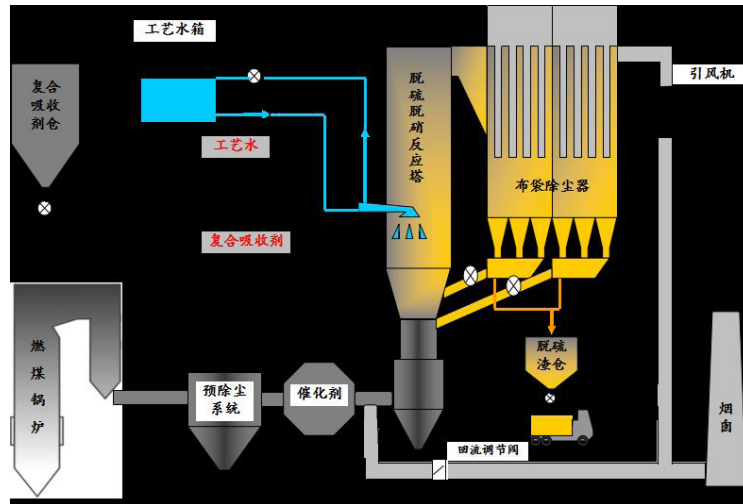 工艺水箱
复合
吸收
剂仓
工艺水
复合吸收剂
脱硫脱硝反应塔
布袋除尘器
引风机
燃煤锅炉
预除尘
系统
催化剂
脱硫
渣仓
回流调节阀
烟囱